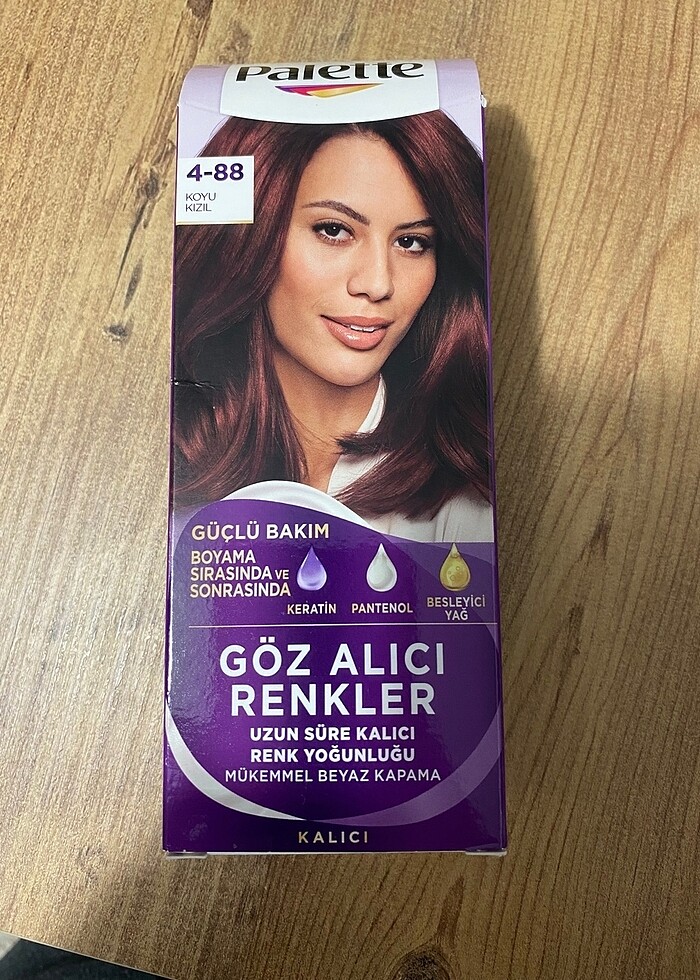 Palette
4-88
KOYU
KIZIL
GÜÇLÜ BAKIM
BOYAMA
SIRASINDA VE
SONRASINDA
KERATİN
PANTENOL
BESLEYİCİ
YAĞ
GÖZ ALICI
RENKLER
UZUN SÜRE KALICI
RENK YOĞUNLUĞU
MÜKEMMEL BEYAZ KAPAMA
KALICI